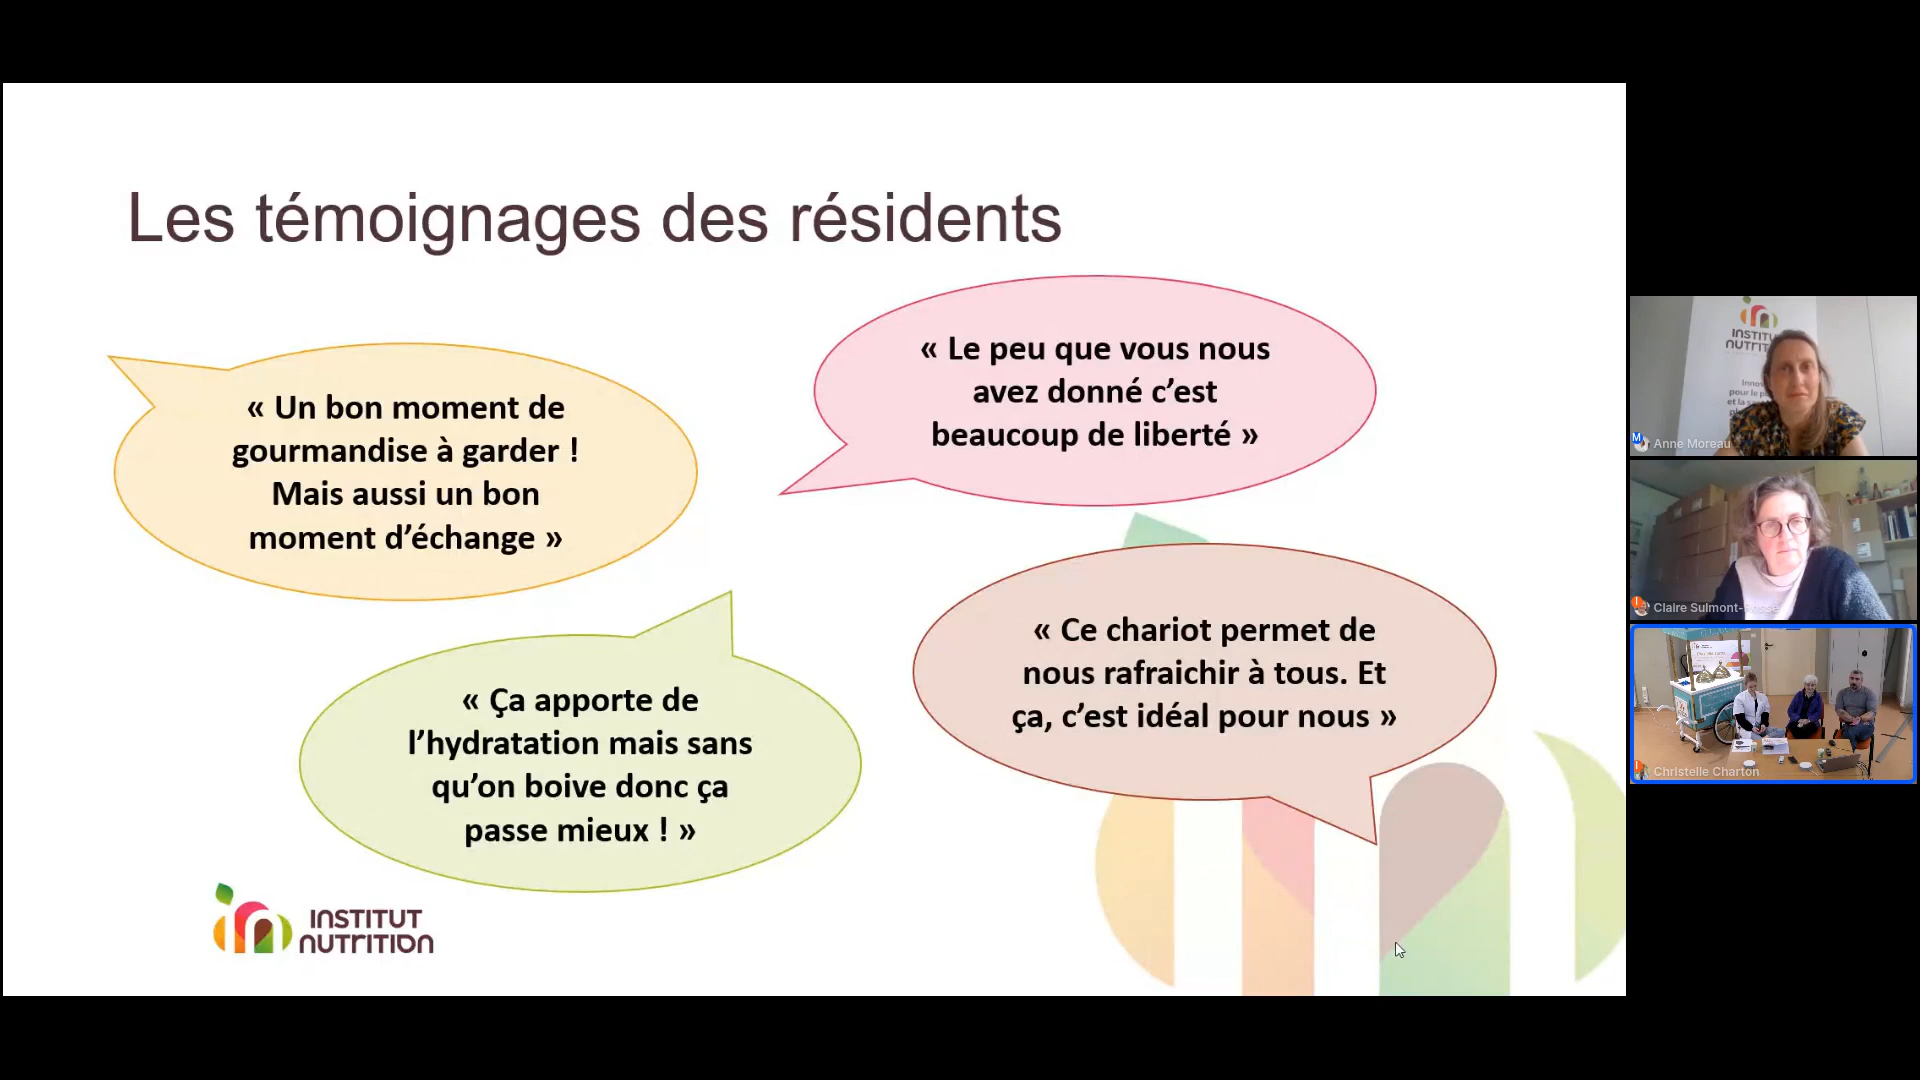 Les témoignages des résidents
« Un bon moment de
gourmandise à garder !
Mais aussi un bon
moment d’échange »
« Le peu que vous nous
avez donné c’est
beaucoup de liberté »
« Ça apporte de
l’hydratation mais sans
qu’on boive donc ça
passe mieux ! »
« Ce chariot permet de
nous rafraichir à tous. Et
ça, c’est idéal pour nous »
INSTITUT
NUTRITION
Anne Moreau
Claire Sulmont-
Christelle Charton